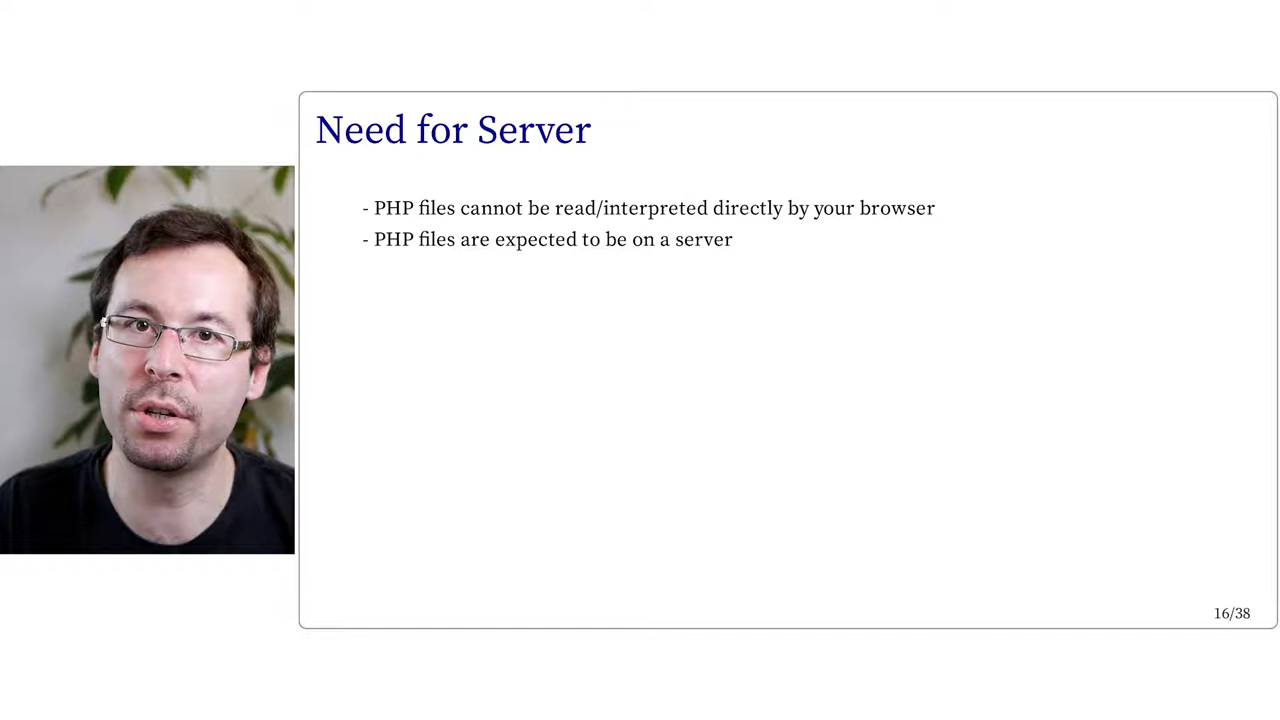 Need for Server
- PHP files cannot be read/interpreted directly by your browser
- PHP files are expected to be on a server
16/38